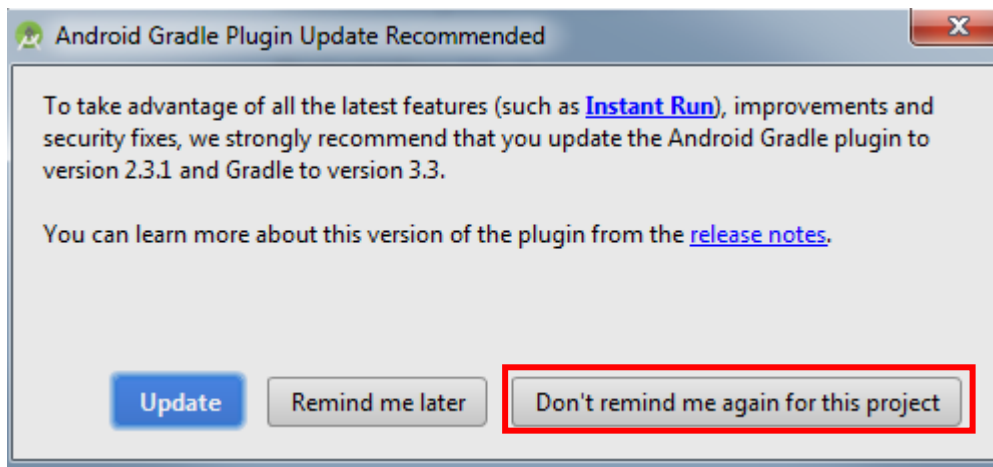 Android Gradle Plugin Update Recommended
To take advantage of all the latest features (such as Instant Run), improvements and
security fixes, we strongly recommend that you update the Android Gradle plugin to
version 2.3.1 and Gradle to version 3.3.
You can learn more about this version of the plugin from the release notes.
Update Remind me later Don't remind me again for this project